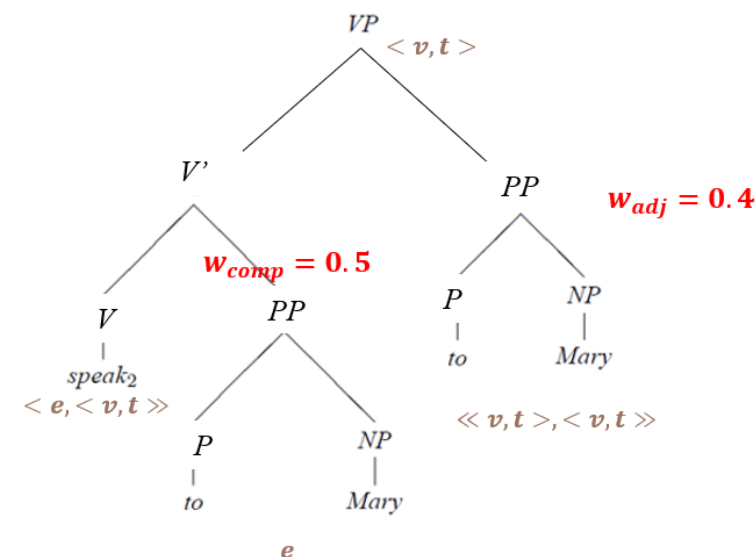 VP
< v, t >
V’
PP
w_adj = 0.4
w_comp = 0.5
V
PP
P
NP
speak₂
to
Mary
< e, < v, t ≫
P
NP
≪ v, t >, < v, t ≫
to
Mary
e